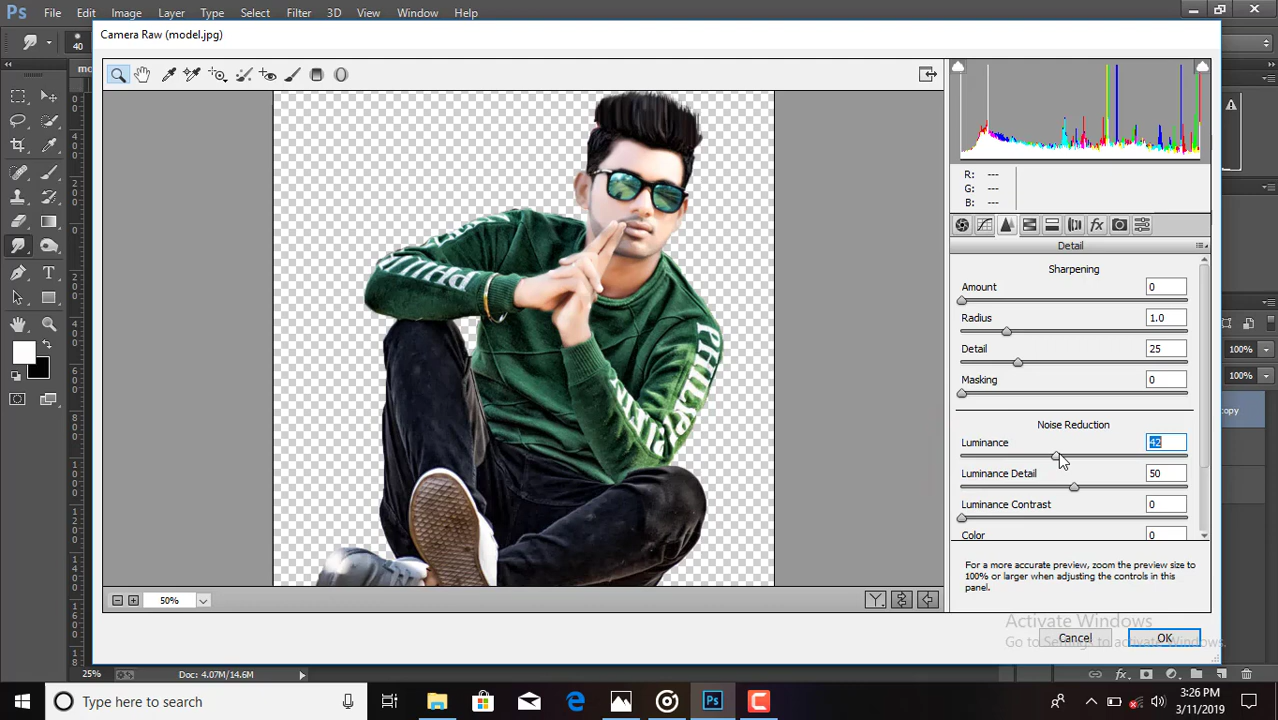 Ps File Edit Image Layer Type Select Filter 3D View Window Help
Camera Raw (model.jpg)
40
R: ---
G: ---
B: ---
fx
Detail
Sharpening
Amount 0
Radius 1.0
Detail 25
Masking 0
Noise Reduction
Luminance 42
Luminance Detail 50
Luminance Contrast 0
Color 0
For a more accurate preview, zoom the preview size to
100% or larger when adjusting the controls in this
panel.
100%
100%
opy
50%
Y
Activate Windows
Go to Settings to activate Windows.
Cancel OK
25% Doc: 4.07M/14.6M
Type here to search
Ps
3:26 PM
3/11/2019